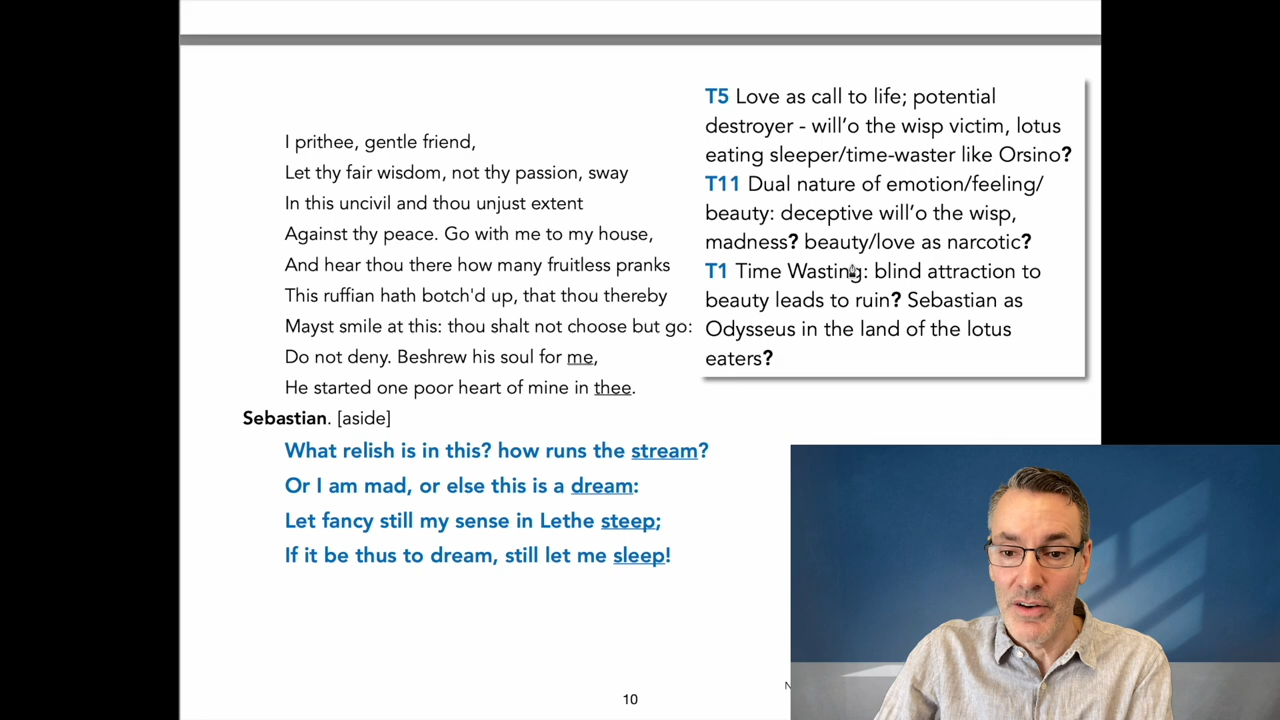 I prithee, gentle friend,
Let thy fair wisdom, not thy passion, sway
In this uncivil and thou unjust extent
Against thy peace. Go with me to my house,
And hear thou there how many fruitless pranks
This ruffian hath botch'd up, that thou thereby
Mayst smile at this: thou shalt not choose but go:
Do not deny. Beshrew his soul for me,
He started one poor heart of mine in thee.
Sebastian. [aside]
What relish is in this? how runs the stream?
Or I am mad, or else this is a dream:
Let fancy still my sense in Lethe steep;
If it be thus to dream, still let me sleep!
T5 Love as call to life; potential
destroyer - will’o the wisp victim, lotus
eating sleeper/time-waster like Orsino?
T11 Dual nature of emotion/feeling/
beauty: deceptive will’o the wisp,
madness? beauty/love as narcotic?
T1 Time Wasting: blind attraction to
beauty leads to ruin? Sebastian as
Odysseus in the land of the lotus
eaters?
10